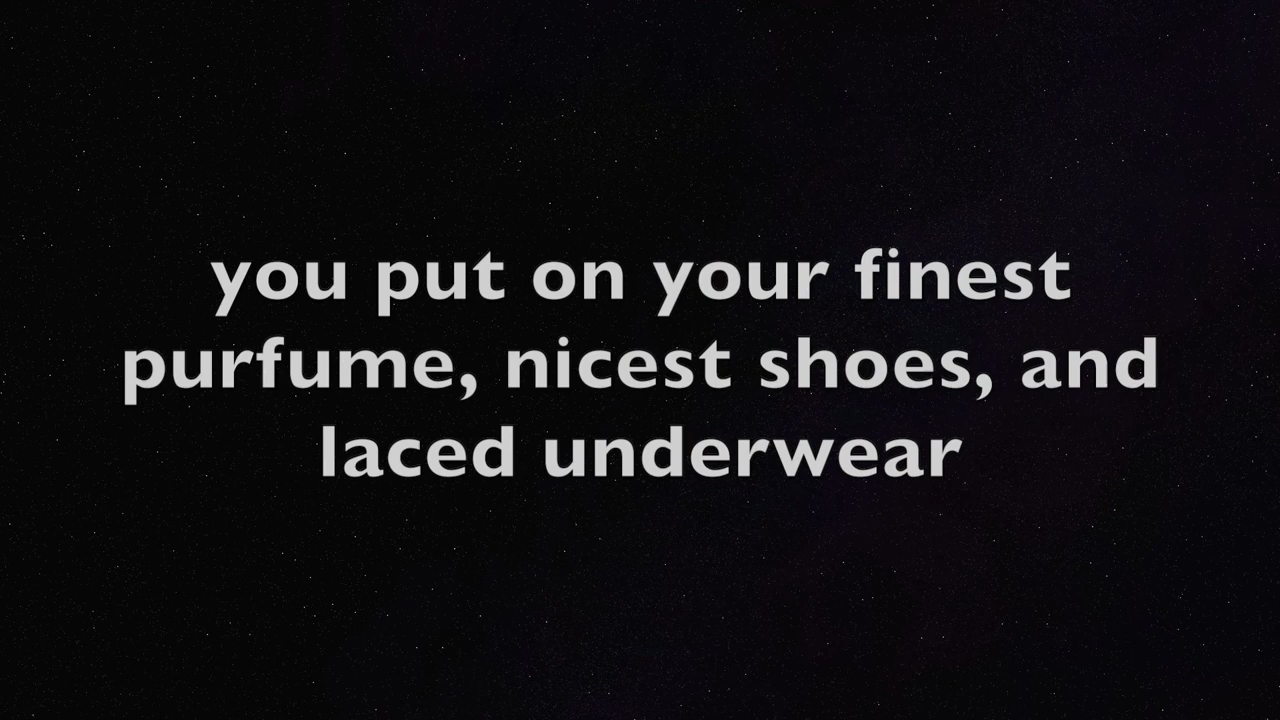 you put on your finest
purfume, nicest shoes, and
laced underwear